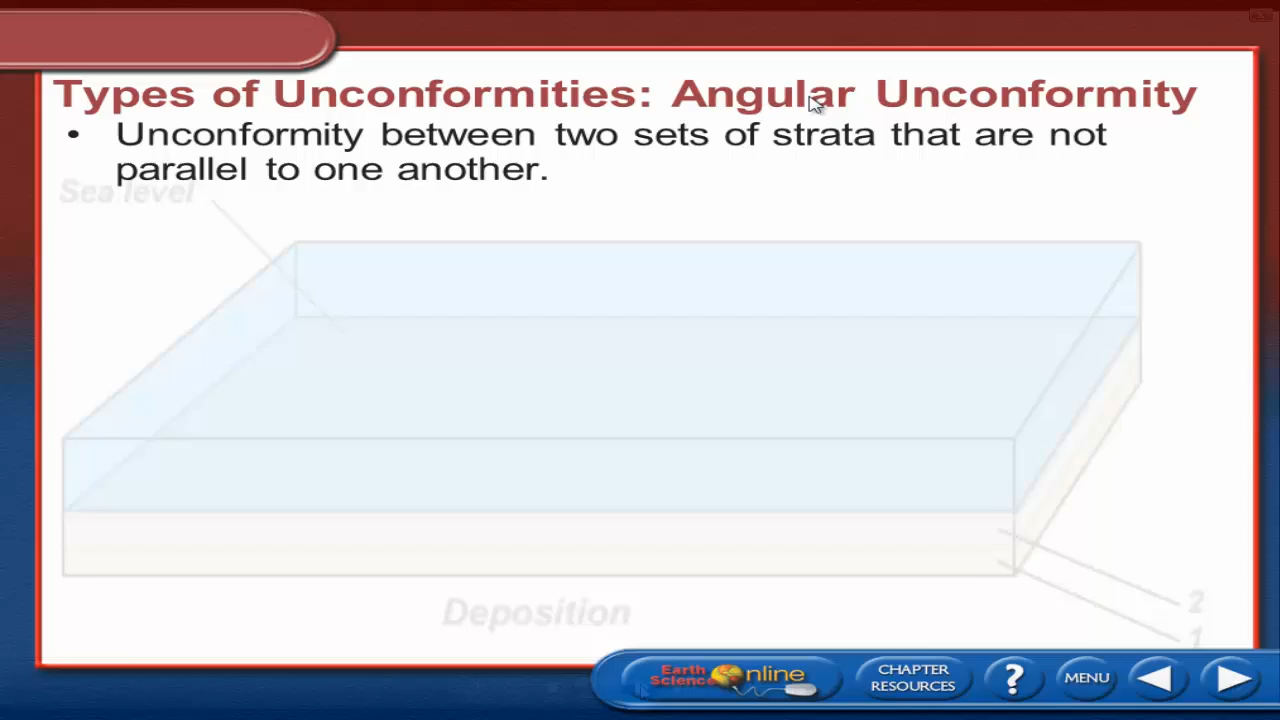 Types of Unconformities: Angular Unconformity
• Unconformity between two sets of strata that are not
parallel to one another.
Sea level
2
1
Deposition
Earth
Science
nline
CHAPTER
RESOURCES
?
MENU